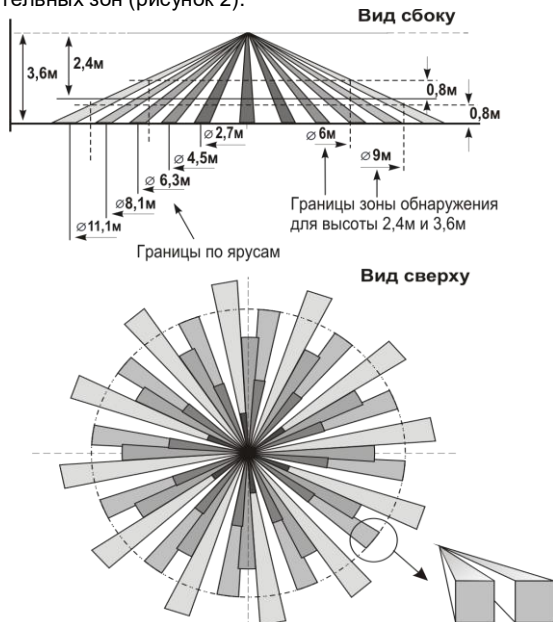 тельных зон (рисунок 2).
Вид сбоку
3,6м
2,4м
0,8м
0,8м
⌀ 2,7м
⌀ 6м
⌀ 4,5м
⌀ 9м
⌀ 6,3м
⌀8,1м
⌀11,1м
Границы зоны обнаружения
для высоты 2,4м и 3,6м
Границы по ярусам
Вид сверху